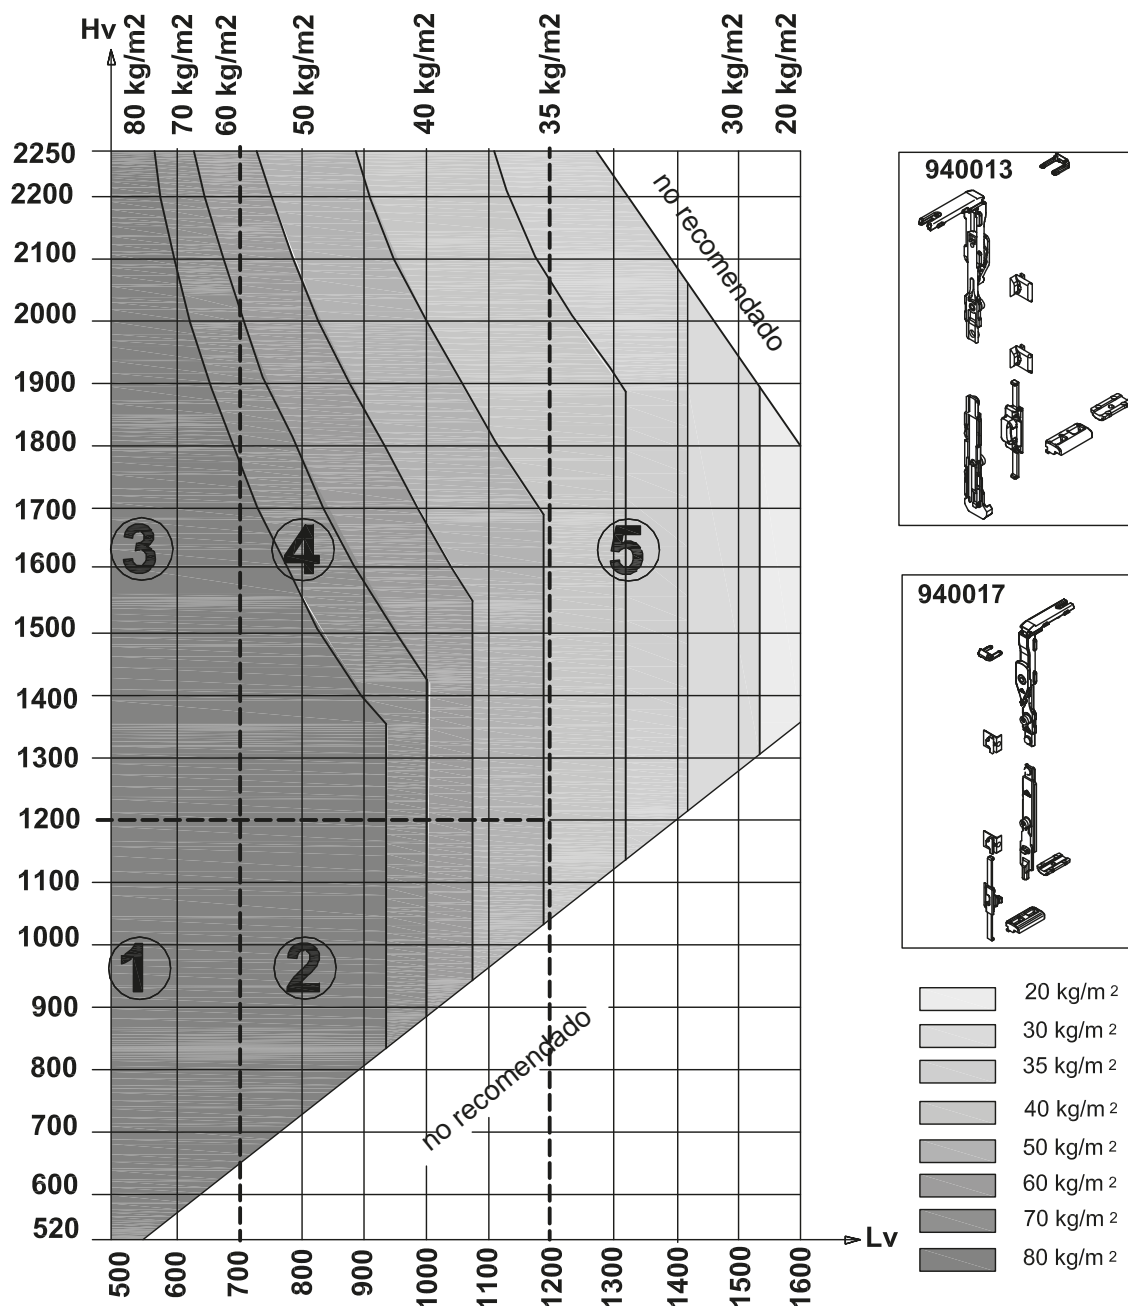 Hv
80 kg/m2
70 kg/m2
60 kg/m2
50 kg/m2
40 kg/m2
35 kg/m2
30 kg/m2
20 kg/m2
2250
2200
2100
2000
1900
1800
1700
1600
1500
1400
1300
1200
1100
1000
900
800
700
600
520
no recomendado
3
4
5
1
2
no recomendado
Lv
500
600
700
800
900
1000
1100
1200
1300
1400
1500
1600
940013
940017
20 kg/m 2
30 kg/m 2
35 kg/m 2
40 kg/m 2
50 kg/m 2
60 kg/m 2
70 kg/m 2
80 kg/m 2